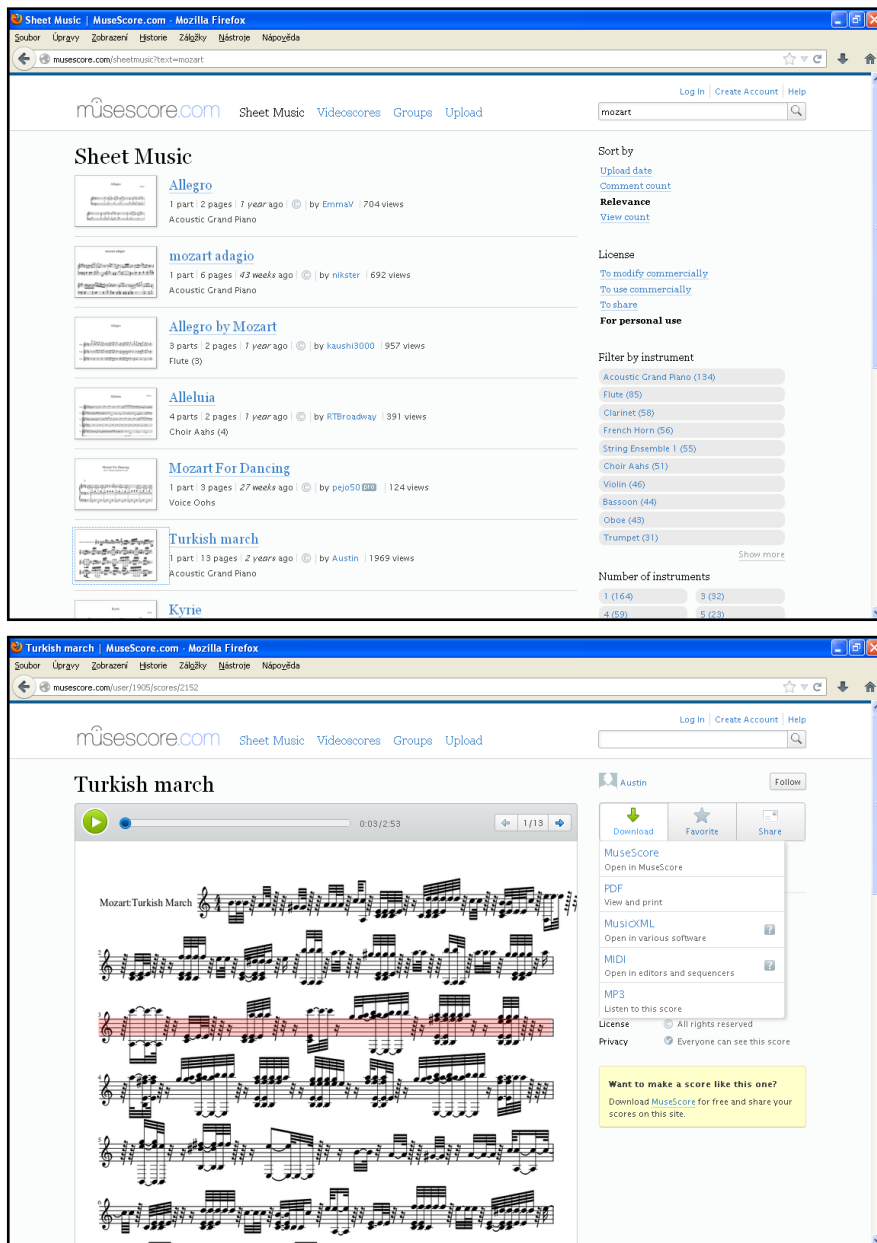 Sheet Music | MuseScore.com - Mozilla Firefox
Soubor Úpravy Zobrazení Historie Záložky Nástroje Nápověda
musescore.com/sheetmusic?text=mozart
Log In | Create Account | Help
musescore.com Sheet Music Videoscores Groups Upload
mozart
Sheet Music
Allegro
1 part | 2 pages | 1 year ago | © | by EmmaV | 704 views
Acoustic Grand Piano
mozart adagio
1 part | 6 pages | 43 weeks ago | © | by nikster | 692 views
Acoustic Grand Piano
Allegro by Mozart
3 parts | 2 pages | 1 year ago | © | by kaushi3000 | 957 views
Flute (3)
Alleluia
4 parts | 2 pages | 1 year ago | © | by RTBroadway | 391 views
Choir Aahs (4)
Mozart For Dancing
1 part | 3 pages | 27 weeks ago | © | by pejo50 pro | 124 views
Voice Oohs
Turkish march
1 part | 13 pages | 2 years ago | © | by Austin | 1969 views
Acoustic Grand Piano
Kyrie
Sort by
Upload date
Comment count
Relevance
View count
License
To modify commercially
To use commercially
To share
For personal use
Filter by instrument
Acoustic Grand Piano (134)
Flute (85)
Clarinet (58)
French Horn (56)
String Ensemble 1 (55)
Choir Aahs (51)
Violin (46)
Bassoon (44)
Oboe (43)
Trumpet (31)
Show more
Number of instruments
1 (164) 3 (32)
4 (59) 5 (23)
Turkish march | MuseScore.com - Mozilla Firefox
Soubor Úpravy Zobrazení Historie Záložky Nástroje Nápověda
musescore.com/user/1905/scores/2152
Log In | Create Account | Help
musescore.com Sheet Music Videoscores Groups Upload
Turkish march
0:03/2:53
1/13
Mozart:Turkish March
Austin Follow
Download Favorite Share
MuseScore
Open in MuseScore
PDF
View and print
MusicXML
Open in various software
?
MIDI
Open in editors and sequencers
?
MP3
Listen to this score
License © All rights reserved
Privacy Everyone can see this score
Want to make a score like this one?
Download MuseScore for free and share your
scores on this site.